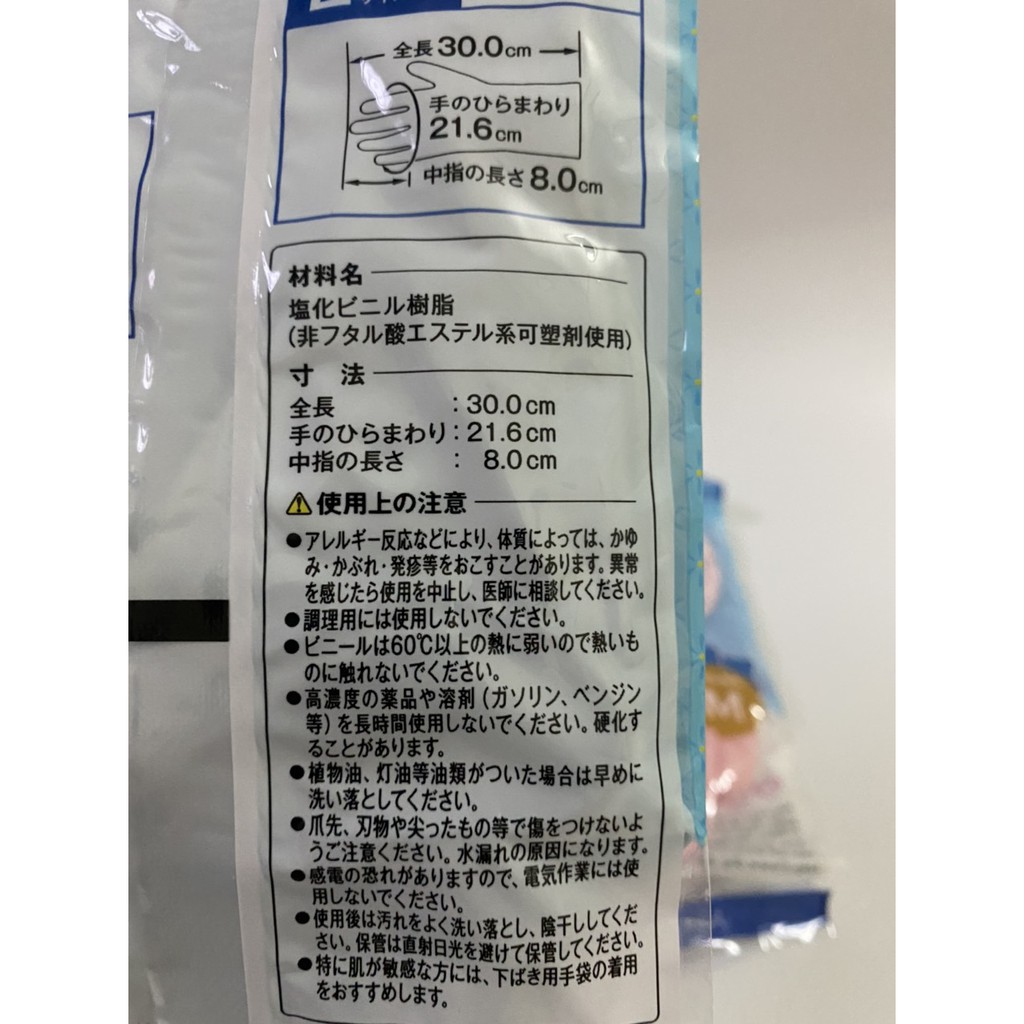 全長30.0cm
手のひらまわり
21.6cm
中指の長さ8.0cm
材料名
塩化ビニル樹脂
(非フタル酸エステル系可塑剤使用)
寸 法
全長 : 30.0cm
手のひらまわり : 21.6cm
中指の長さ : 8.0cm
使用上の注意
●アレルギー反応などにより、体質によっては、かゆ
み・かぶれ・発疹等をおこすことがあります。異常
を感じたら使用を中止し、医師に相談してください。
●調理用には使用しないでください。
●ビニールは60℃以上の熱に弱いので熱いも
のに触れないでください。
●高濃度の薬品や溶剤(ガソリン、ベンジン
等)を長時間使用しないでください。硬化す
ることがあります。
●植物油、灯油等油類がついた場合は早めに
洗い落としてください。
●爪先、刃物や尖ったもの等で傷をつけないよ
うご注意ください。水漏れの原因になります。
●感電の恐れがありますので、電気作業には使
用しないでください。
●使用後は汚れをよく洗い落とし、陰干ししてくだ
さい。保管は直射日光を避けて保管してください。
●特に肌が敏感な方には、下ばき用手袋の着用
をおすすめします。
M